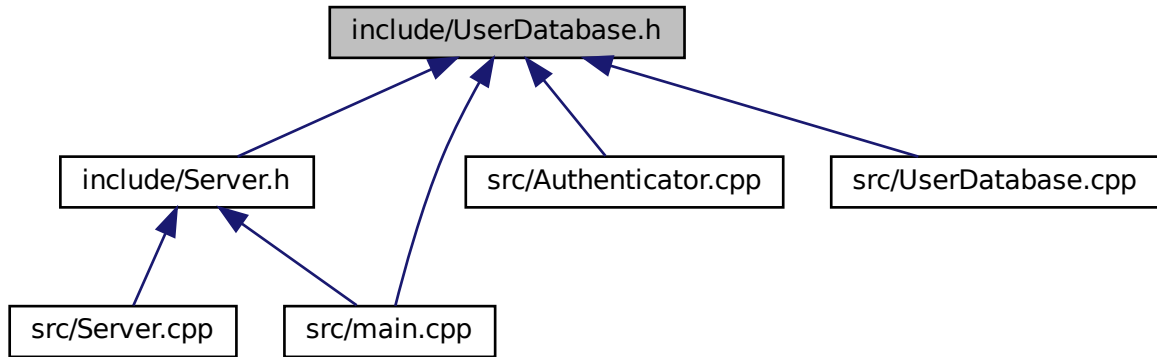 include/UserDatabase.h
include/Server.h
src/Authenticator.cpp
src/UserDatabase.cpp
src/Server.cpp
src/main.cpp